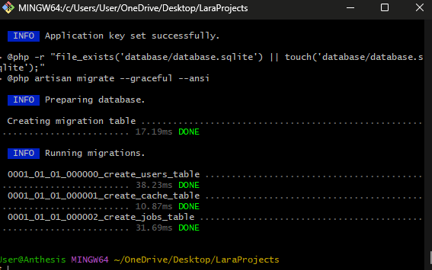 MINGW64:/c/Users/User/OneDrive/Desktop/LaraProjects
INFO Application key set successfully.
> @php -r "file_exists('database/database.sqlite') || touch('database/database.s
qlite');"
> @php artisan migrate --graceful --ansi
INFO Preparing database.
Creating migration table ................................................
....................... 17.19ms DONE
INFO Running migrations.
0001_01_01_000000_create_users_table .....................................
....................... 38.23ms DONE
0001_01_01_000001_create_cache_table .....................................
....................... 10.87ms DONE
0001_01_01_000002_create_jobs_table ......................................
....................... 31.69ms DONE
User@Anthesis MINGW64 ~/OneDrive/Desktop/LaraProjects